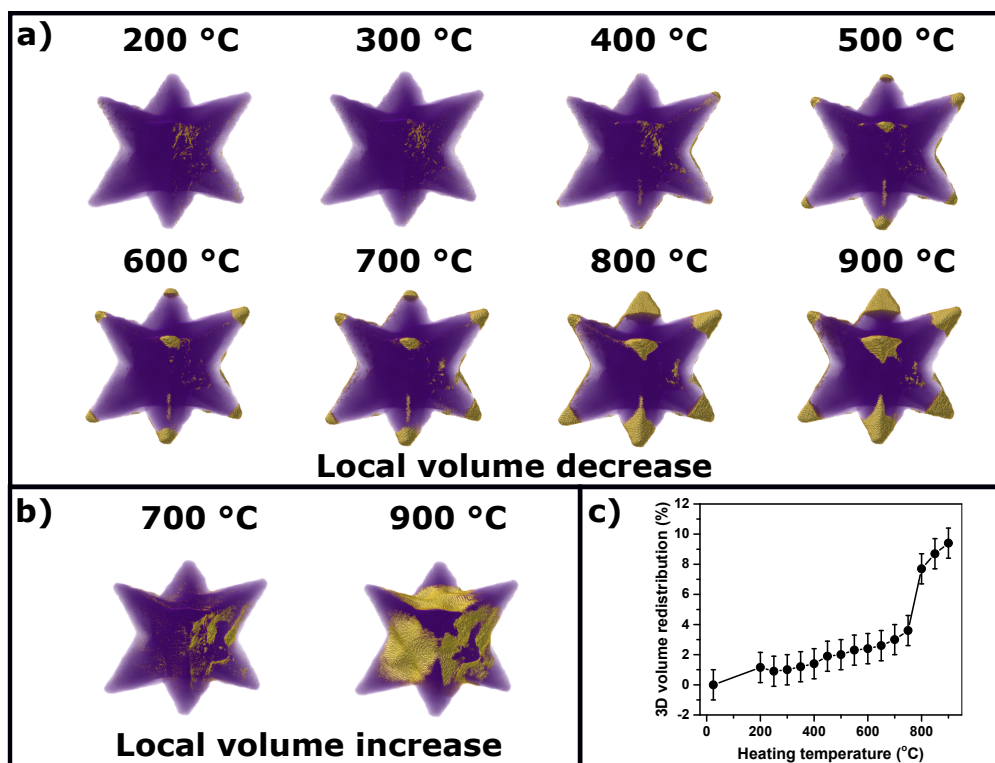 a)
200 °C 300 °C 400 °C 500 °C
600 °C 700 °C 800 °C 900 °C
Local volume decrease
b)
700 °C 900 °C
Local volume increase
c)
3D volume redistribution (%)
12
10
8
6
4
2
0
-2
0 200 400 600 800
Heating temperature (°C)